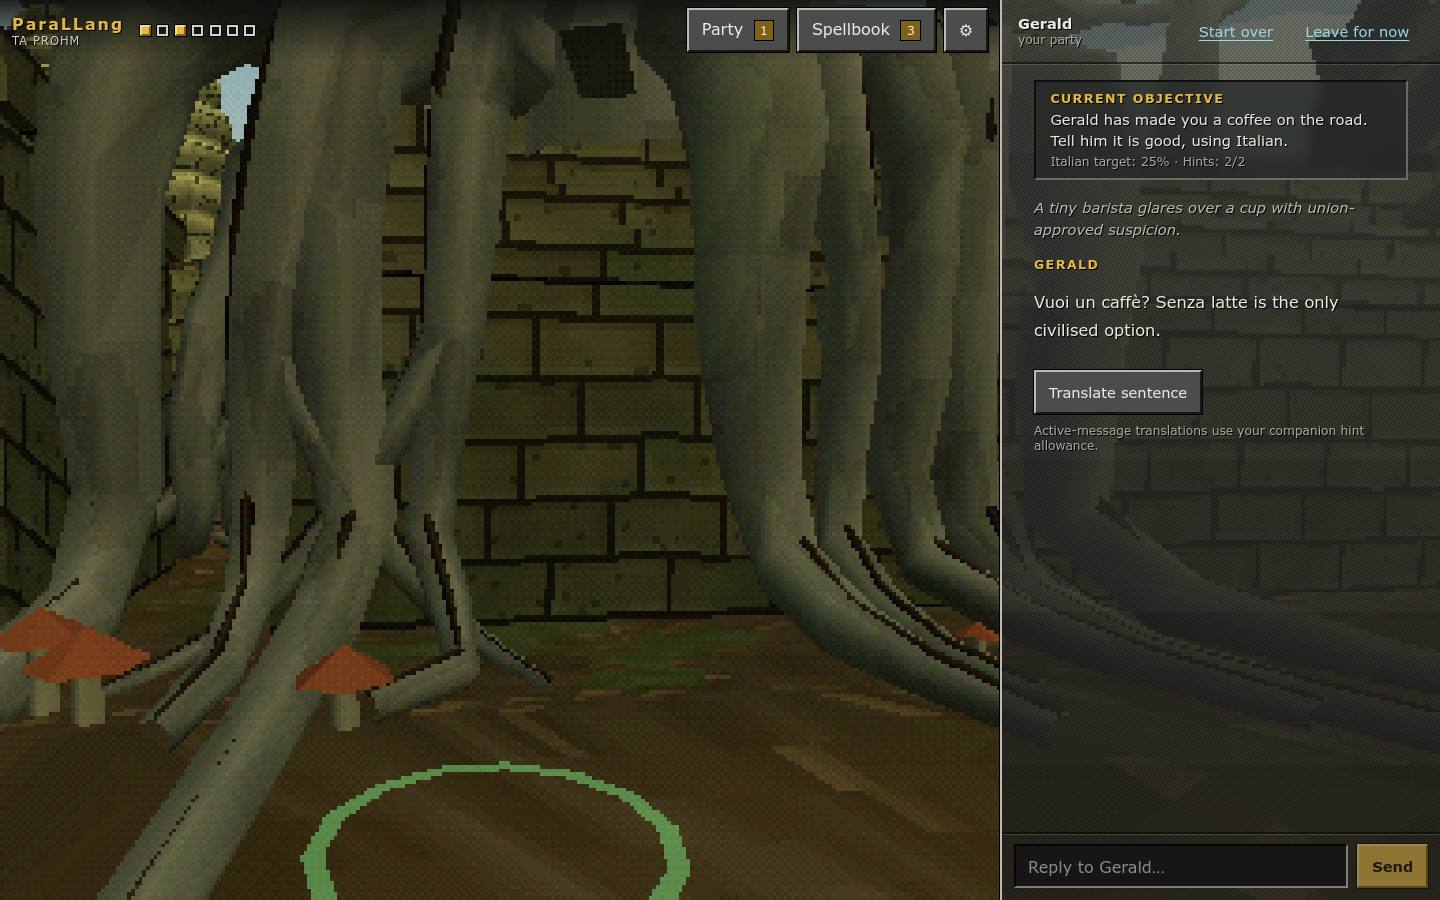 ParaLLang
TA PROHM
Party 1
Spellbook 3
Gerald
your party
Start over
Leave for now
CURRENT OBJECTIVE
Gerald has made you a coffee on the road.
Tell him it is good, using Italian.
Italian target: 25% · Hints: 2/2
A tiny barista glares over a cup with union-
approved suspicion.
GERALD
Vuoi un caffè? Senza latte is the only
civilised option.
Translate sentence
Active-message translations use your companion hint
allowance.
Reply to Gerald...
Send